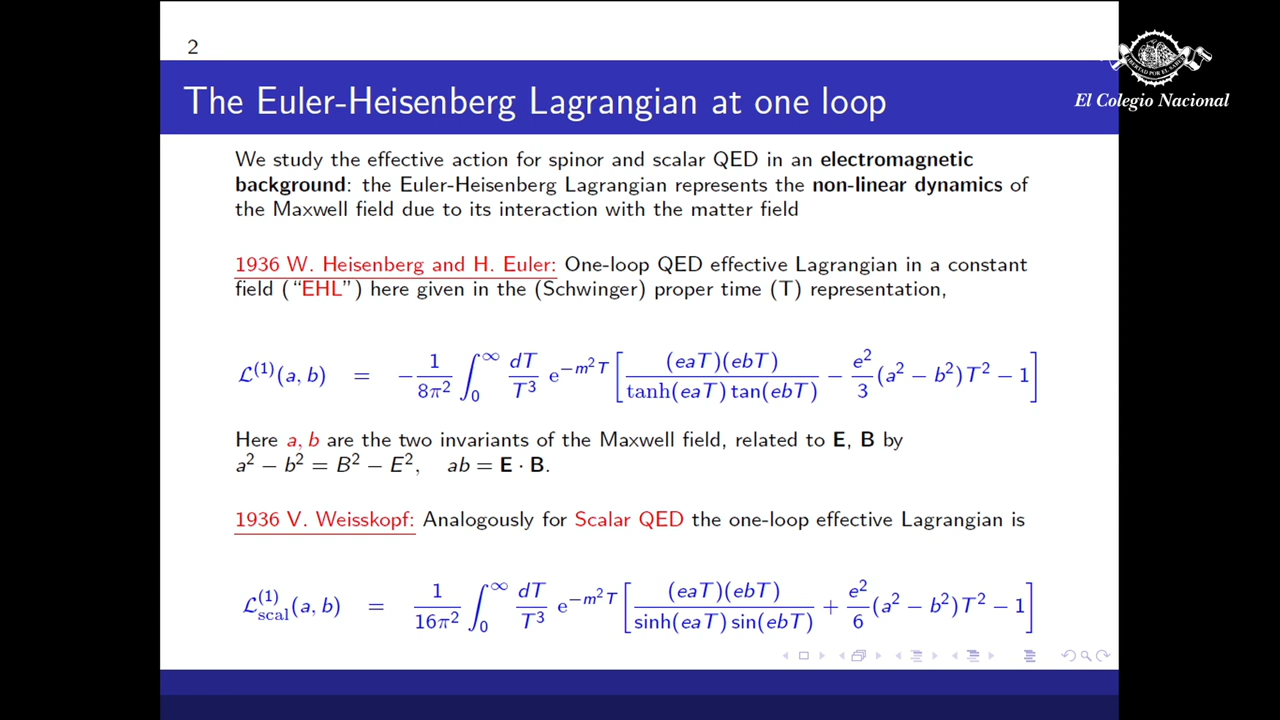 2
The Euler-Heisenberg Lagrangian at one loop
LIBERTAD POR EL SABER
El Colegio Nacional
We study the effective action for spinor and scalar QED in an electromagnetic
background: the Euler-Heisenberg Lagrangian represents the non-linear dynamics of
the Maxwell field due to its interaction with the matter field
1936 W. Heisenberg and H. Euler: One-loop QED effective Lagrangian in a constant
field (“EHL”) here given in the (Schwinger) proper time (T) representation,
ℒ⁽¹⁾(a, b) = −1/8π² ∫₀^∞ dT/T³ e^{−m²T} [ (eaT)(ebT) / tanh(eaT) tan(ebT) − e²/3 (a² − b²)T² − 1 ]
Here a, b are the two invariants of the Maxwell field, related to E, B by
a² − b² = B² − E², ab = E · B.
1936 V. Weisskopf: Analogously for Scalar QED the one-loop effective Lagrangian is
ℒ_scal⁽¹⁾(a, b) = 1/16π² ∫₀^∞ dT/T³ e^{−m²T} [ (eaT)(ebT) / sinh(eaT) sin(ebT) + e²/6 (a² − b²)T² − 1 ]